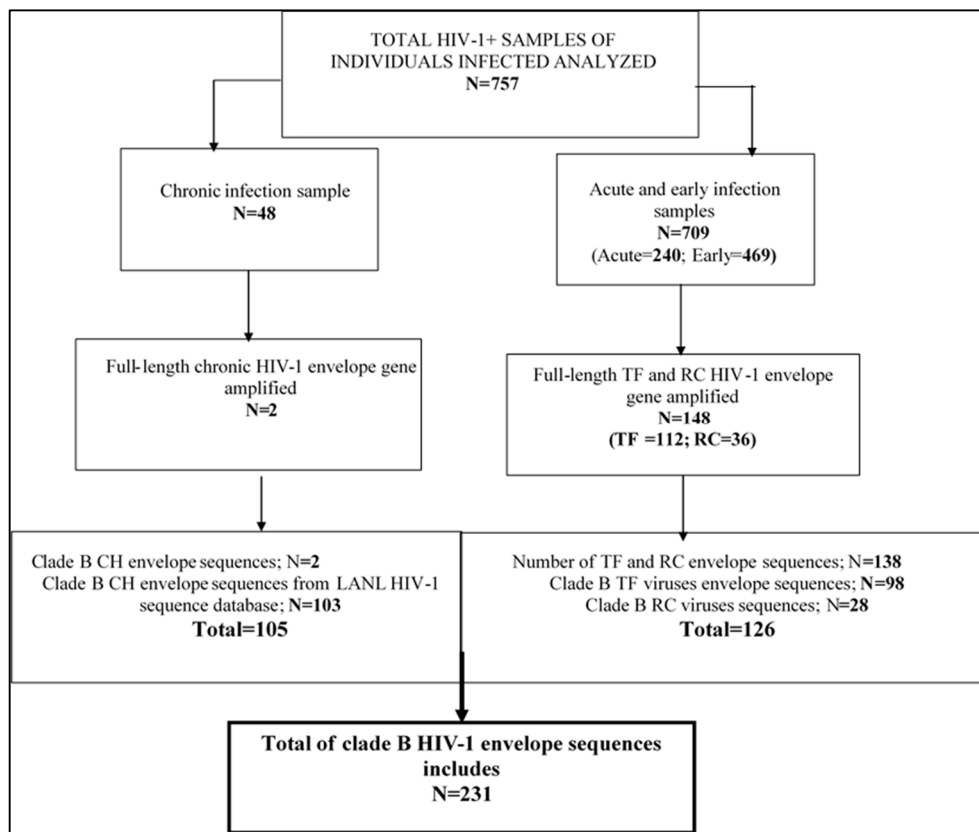 TOTAL HIV-1+ SAMPLES OF
INDIVIDUALS INFECTED ANALYZED
N=757
Chronic infection sample
N=48
Acute and early infection
samples
N=709
(Acute=240; Early=469)
Full-length chronic HIV-1 envelope gene
amplified
N=2
Full-length TF and RC HIV-1 envelope
gene amplified
N=148
(TF =112; RC=36)
Clade B CH envelope sequences; N=2
Clade B CH envelope sequences from LANL HIV-1
sequence database; N=103
Total=105
Number of TF and RC envelope sequences; N=138
Clade B TF viruses envelope sequences; N=98
Clade B RC viruses sequences; N=28
Total=126
Total of clade B HIV-1 envelope sequences
includes
N=231